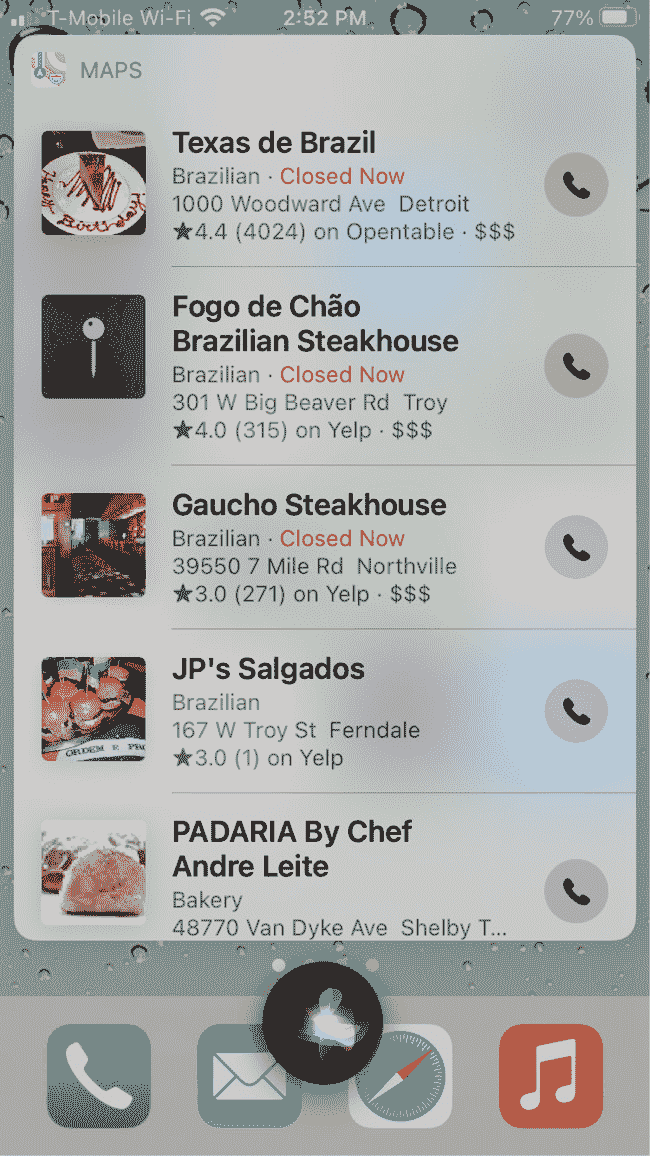 T-Mobile Wi-Fi 2:52 PM 77%
MAPS
Texas de Brazil
Brazilian · Closed Now
1000 Woodward Ave Detroit
★4.4 (4024) on Opentable · $$$
Fogo de Chão
Brazilian Steakhouse
Brazilian · Closed Now
301 W Big Beaver Rd Troy
★4.0 (315) on Yelp · $$$
Gaucho Steakhouse
Brazilian · Closed Now
39550 7 Mile Rd Northville
★3.0 (271) on Yelp · $$$
JP's Salgados
Brazilian
167 W Troy St Ferndale
★3.0 (1) on Yelp
ORDEM E PRO
PADARIA By Chef
Andre Leite
Bakery
48770 Van Dyke Ave Shelby T...